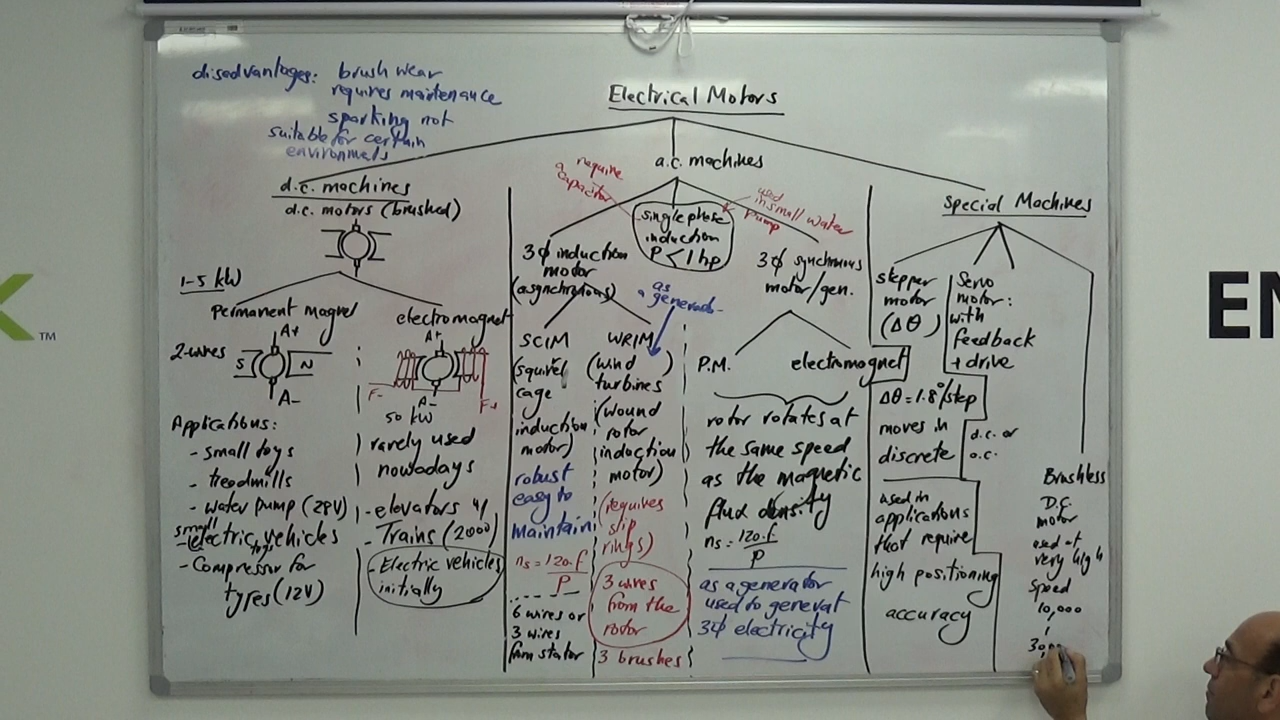 disadvantages: brush wear
requires maintenance
sparking not
suitable for certain
Electrical Motors
d.c. machines
d.c. motors (brushed)
1-5 kW
permanent magnet
2-wires
A+
S
N
A-
Applications:
- small toys
- treadmills
- water pump (28V)
small
- electric vehicles
toy
- Compressor for
tyres (12V)
electromagnet
A+
F-
A-
F+
50 kW
rarely used
nowadays
- elevators
- Trains (2000)
- Electric vehicles
initially
a.c. machines
require
a
capacitor
single phase
induction
P < 1 hp
used
in small water
pump
3ϕ induction
motor
(asynchronous)
as
a generato
SCIM
(squirel
cage
induction
motor)
robust
easy to
maintain
ns = 120.f
P
6 wires or
3 wires
from stator
WRIM
(wind
turbines
(wound
rotor
induction
motor)
(requires
slip
rings)
3 wires
from the
rotor
3 brushes
3ϕ synchronous
motor/gen.
P.M.
electromagnet
rotor rotates at
the same speed
as the magnetic
flux density
ns = 120.f
P
as a generator
used to generat
3ϕ electricity
Special Machines
stepper
motor
(Δθ)
Δθ = 1.8°/step
moves in
discrete
used in
applications
that require
high positioning
accuracy
Servo
motor:
with
feedback
+ drive
d.c. or
a.c.
Brushless
D.C.
motor
used at
very high
Speed
10,000
TM
EN